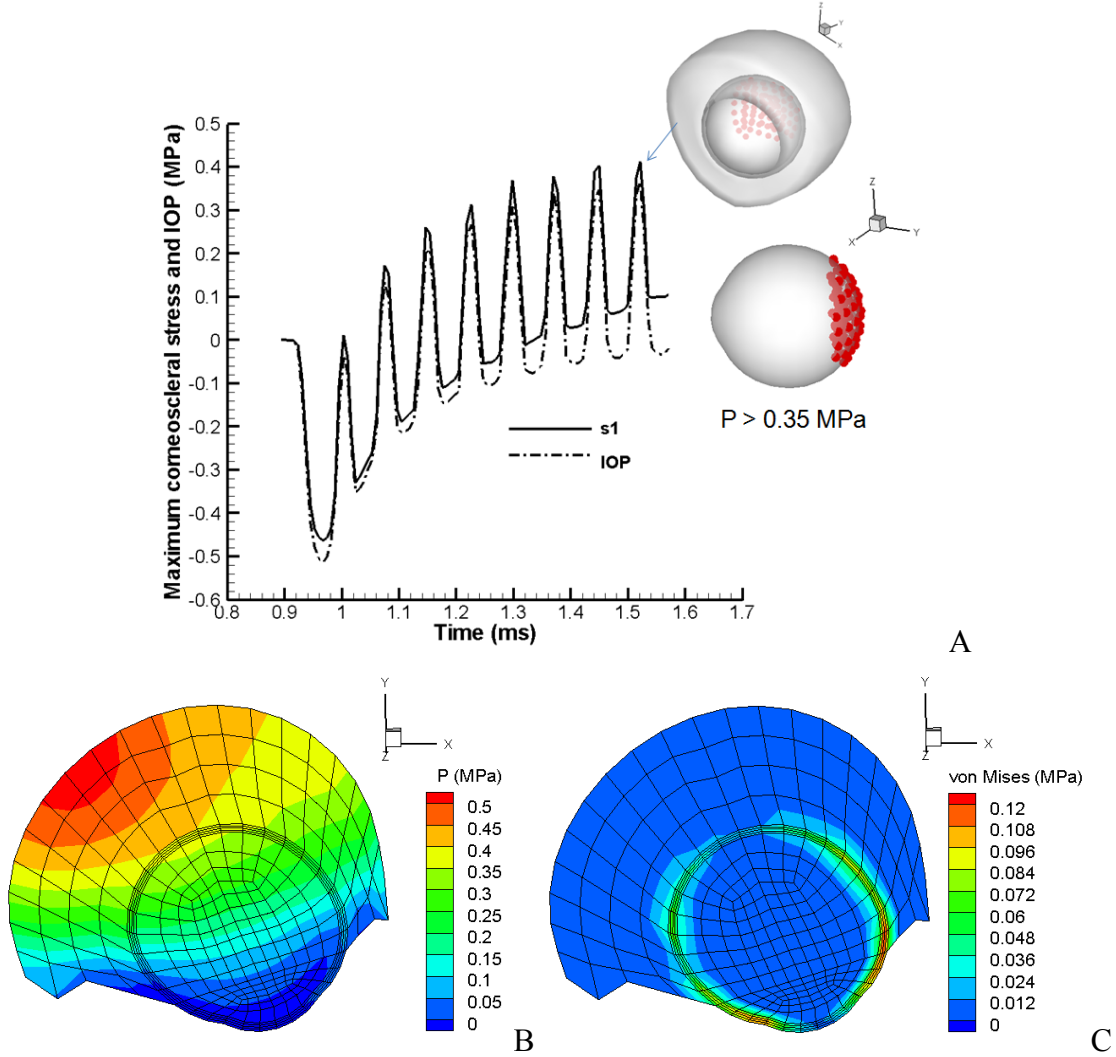 Z
Y
X
Maximum corneoscleral stress and IOP (MPa)
0.5
0.4
0.3
0.2
0.1
0
-0.1
-0.2
-0.3
-0.4
-0.5
-0.6
Z
X
Y
P > 0.35 MPa
s1
IOP
0.8
0.9
1
1.1
1.2
1.3
1.4
1.5
1.6
1.7
Time (ms)
A
Y
X
Z
P (MPa)
0.5
0.45
0.4
0.35
0.3
0.25
0.2
0.15
0.1
0.05
0
B
Y
X
Z
von Mises (MPa)
0.12
0.108
0.096
0.084
0.072
0.06
0.048
0.036
0.024
0.012
0
C